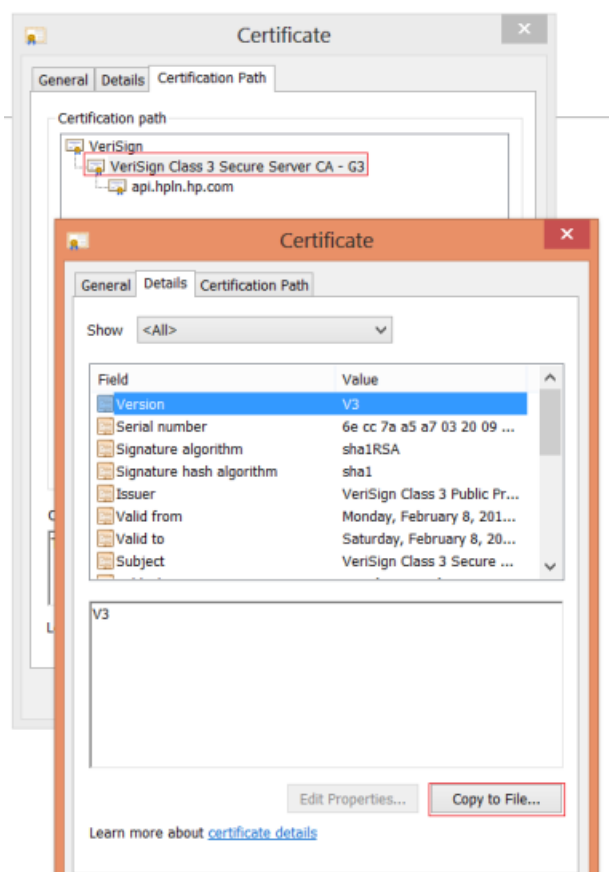 Certificate
General Details Certification Path
Certification path
VeriSign
VeriSign Class 3 Secure Server CA - G3
api.hpln.hp.com
Certificate
General Details Certification Path
Show <All>
Field Value
Version V3
Serial number 6e cc 7a a5 a7 03 20 09 ...
Signature algorithm sha1RSA
Signature hash algorithm sha1
Issuer VeriSign Class 3 Public Pr...
Valid from Monday, February 8, 201...
Valid to Saturday, February 8, 20...
Subject VeriSign Class 3 Secure ...
V3
Edit Properties... Copy to File...
Learn more about certificate details